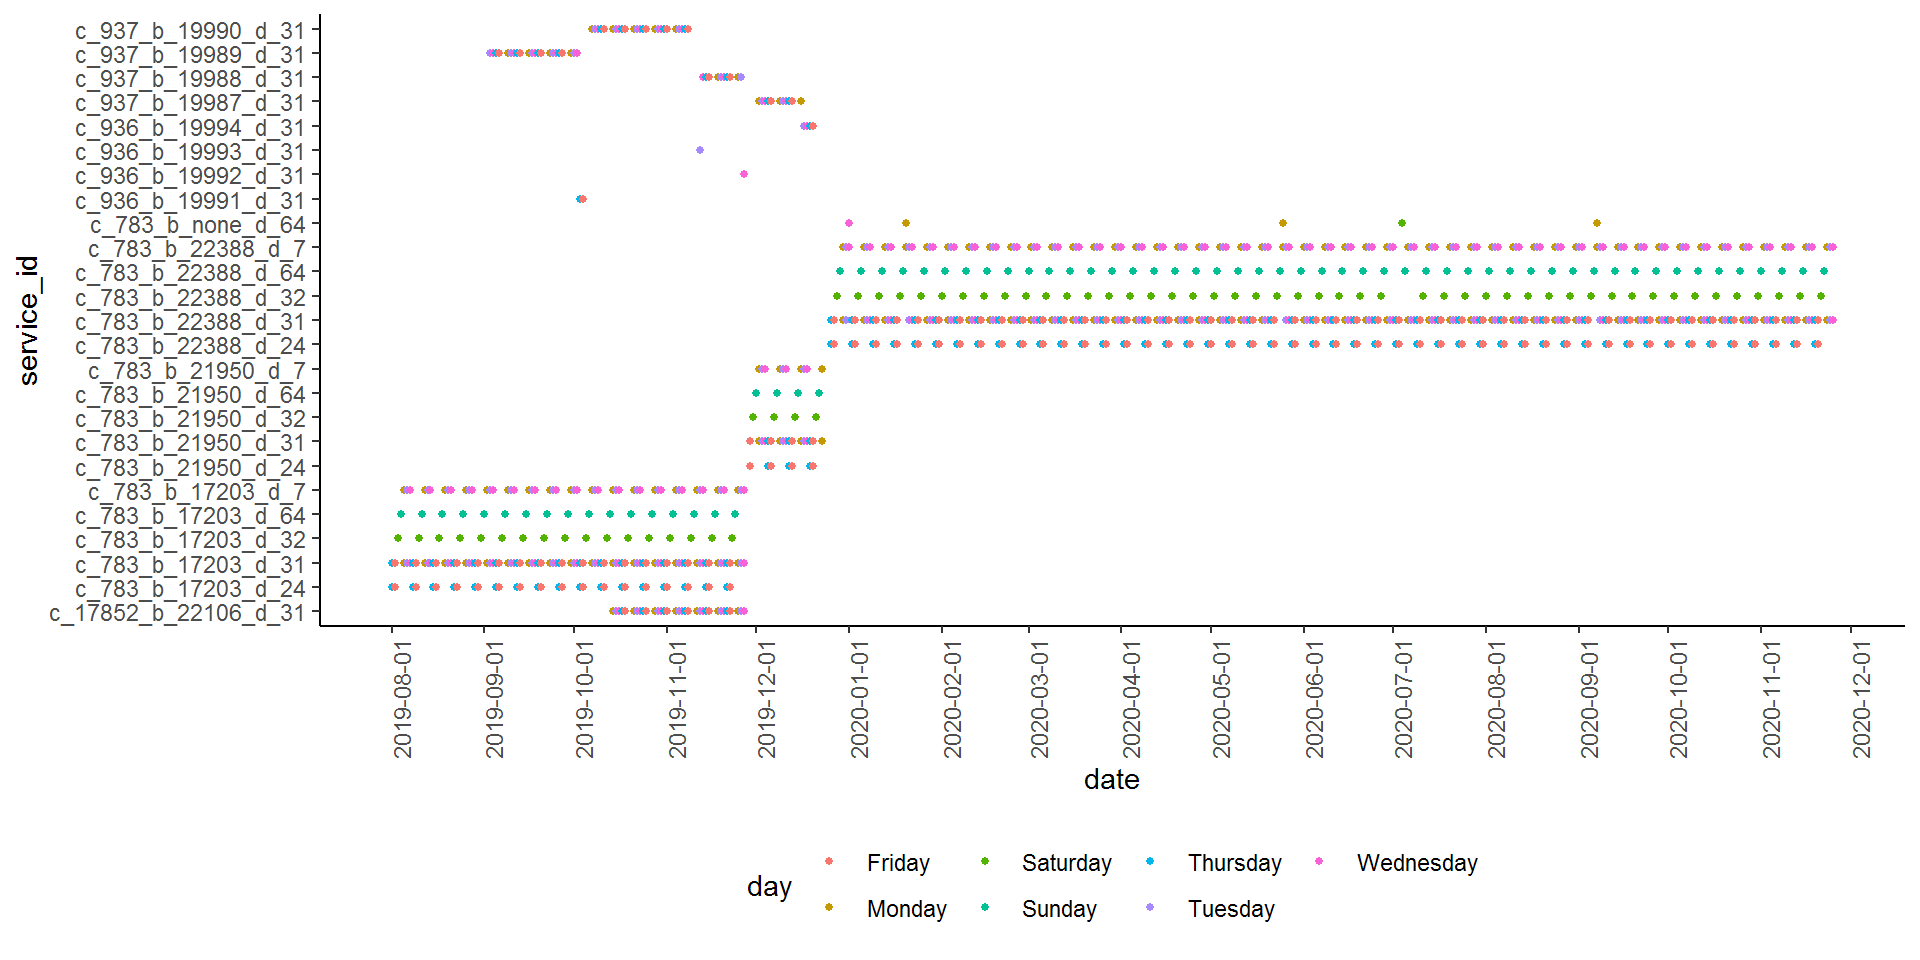 c_937_b_19990_d_31
c_937_b_19989_d_31
c_937_b_19988_d_31
c_937_b_19987_d_31
c_936_b_19994_d_31
c_936_b_19993_d_31
c_936_b_19992_d_31
c_936_b_19991_d_31
c_783_b_none_d_64
c_783_b_22388_d_7
c_783_b_22388_d_64
c_783_b_22388_d_32
c_783_b_22388_d_31
c_783_b_22388_d_24
c_783_b_21950_d_7
c_783_b_21950_d_64
c_783_b_21950_d_32
c_783_b_21950_d_31
c_783_b_21950_d_24
c_783_b_17203_d_7
c_783_b_17203_d_64
c_783_b_17203_d_32
c_783_b_17203_d_31
c_783_b_17203_d_24
c_17852_b_22106_d_31
service_id
2019-08-01
2019-09-01
2019-10-01
2019-11-01
2019-12-01
2020-01-01
2020-02-01
2020-03-01
2020-04-01
2020-05-01
2020-06-01
2020-07-01
2020-08-01
2020-09-01
2020-10-01
2020-11-01
2020-12-01
date
day
Friday Saturday Thursday Wednesday
Monday Sunday Tuesday